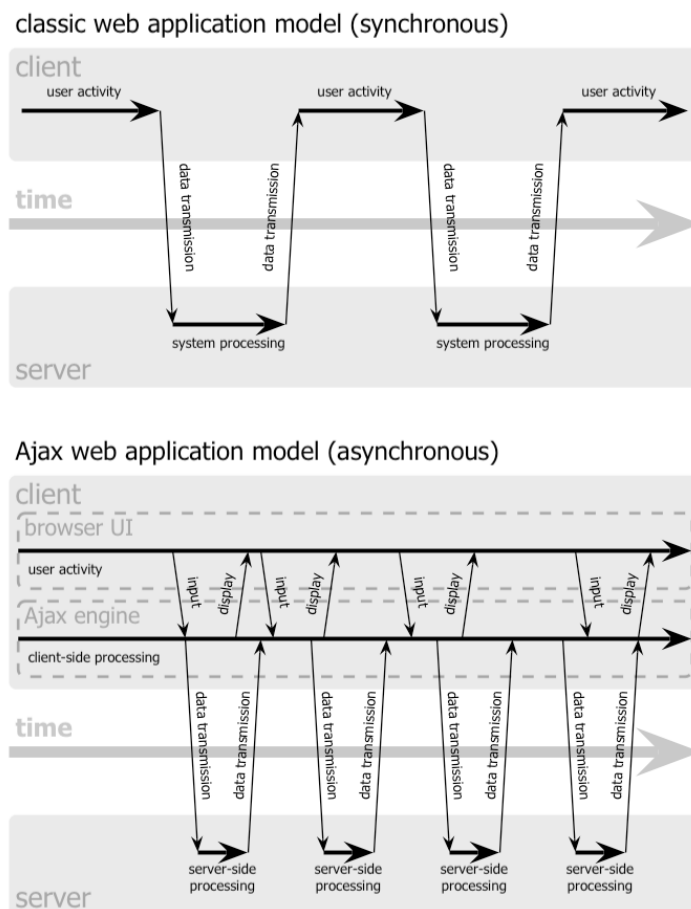 classic web application model (synchronous)
client
user activity
user activity
user activity
data transmission
data transmission
data transmission
data transmission
time
system processing
system processing
server
Ajax web application model (asynchronous)
client
browser UI
user activity
input
display
input
display
input
display
input
display
Ajax engine
client-side processing
data transmission
data transmission
data transmission
data transmission
data transmission
data transmission
data transmission
data transmission
time
server-side
processing
server-side
processing
server-side
processing
server-side
processing
server